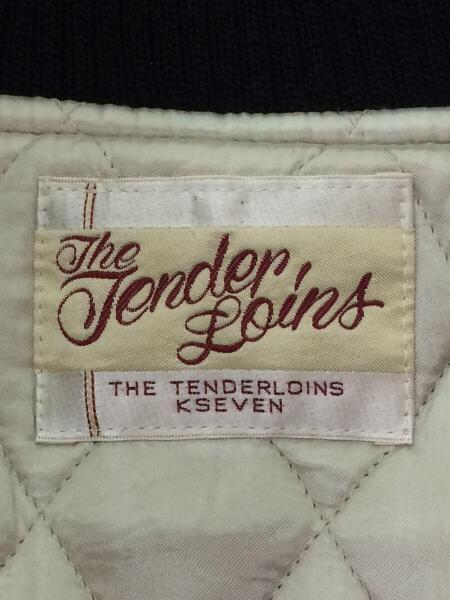 The
Tender
Loins
THE TENDERLOINS
KSEVEN